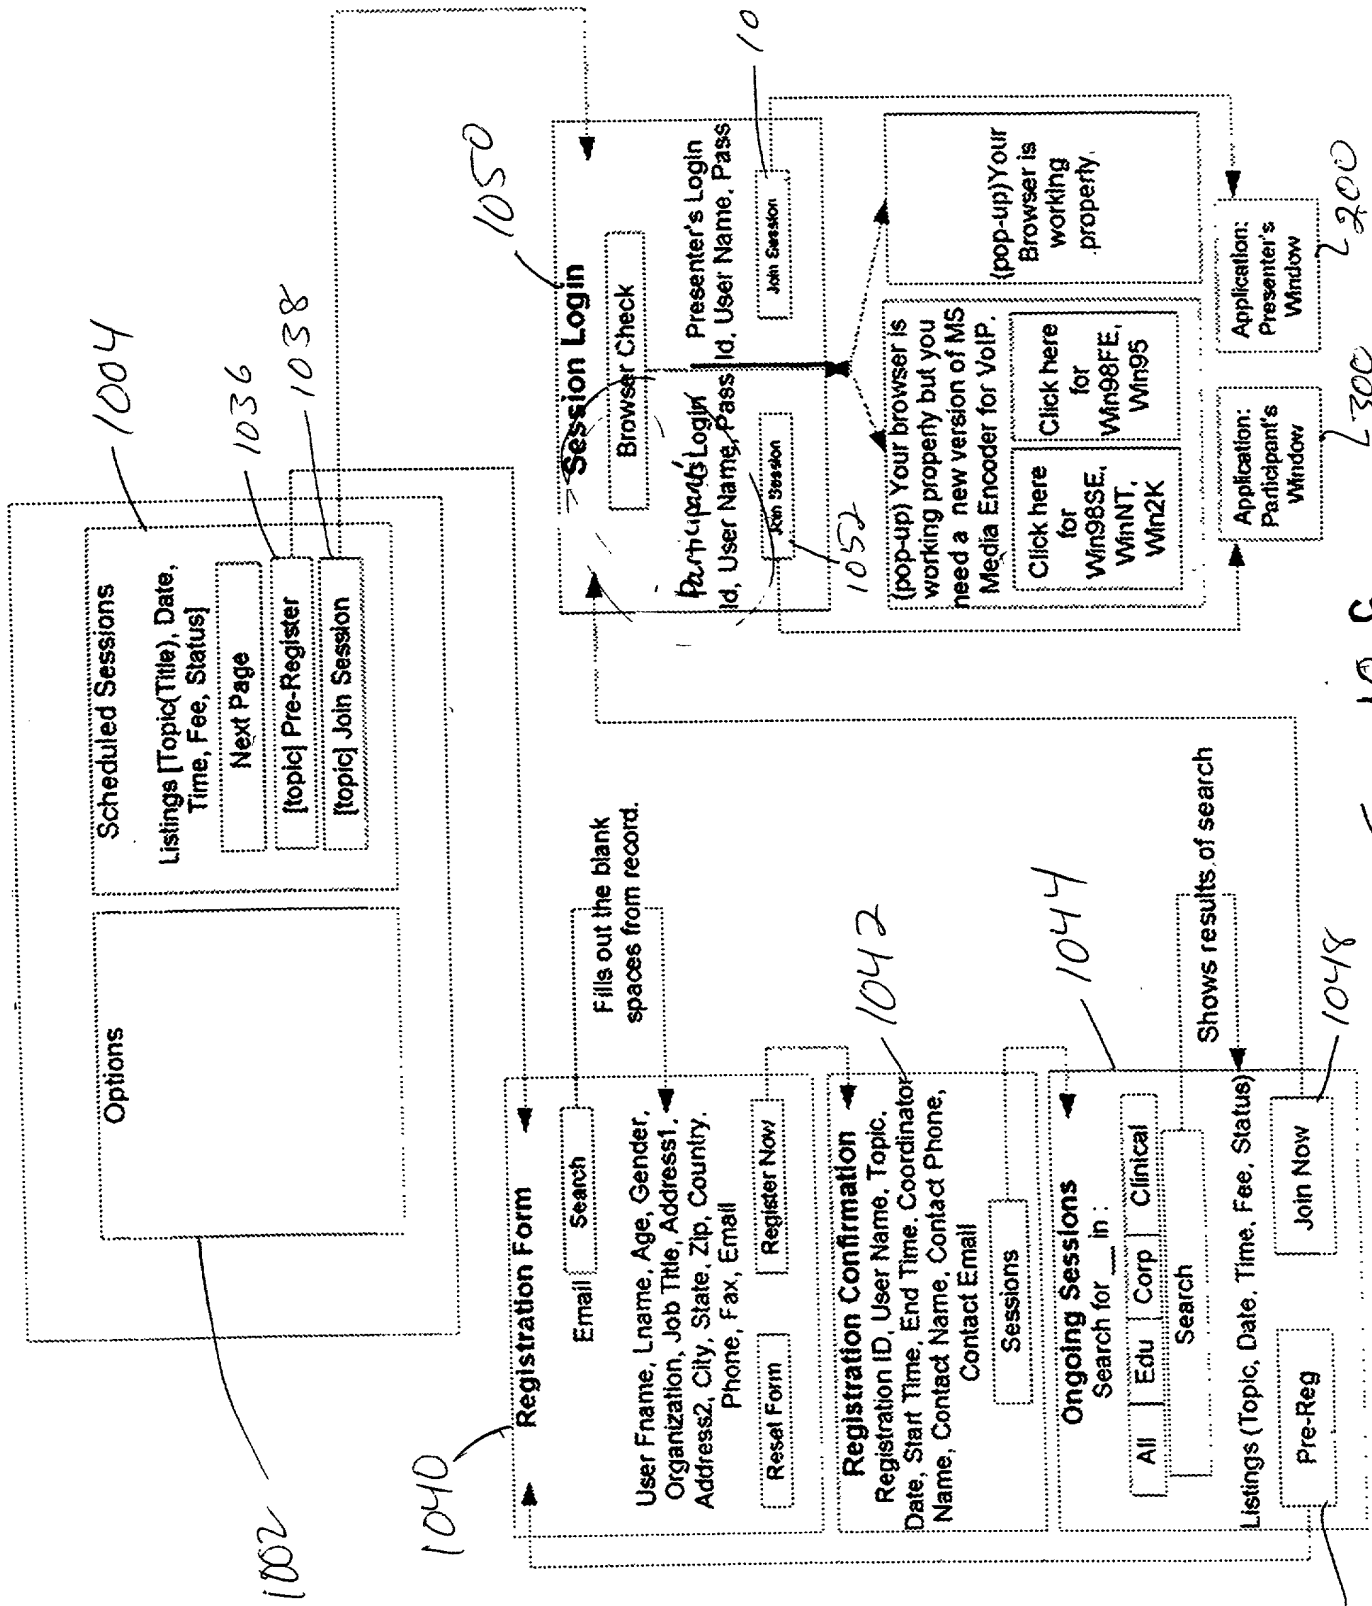 1002
Options
Scheduled Sessions
Listings [Topic(Title), Date,
Time, Fee, Status]
Next Page
[topic] Pre-Register
[topic] Join Session
1004
1036
1038
1040
Registration Form
Email
Search
Fills out the blank
spaces from record.
User Fname, Lname, Age, Gender,
Organization, Job Title, Address1,
Address2, City, State, Zip, Country,
Phone, Fax, Email
Reset Form
Register Now
Registration Confirmation
Registration ID, User Name, Topic,
Date, Start Time, End Time, Coordinator
Name, Contact Name, Contact Phone,
Contact Email
Sessions
1042
Ongoing Sessions
Search for __ in :
All
Edu
Corp
Clinical
Search
1044
Shows results of search
Listings (Topic, Date, Time, Fee, Status)
Pre-Reg
Join Now
1048
1050
Session Login
Browser Check
Participants Login
Id, User Name, Pass
Join Session
1052
Presenter's Login
Id, User Name, Pass
Join Session
10
(pop-up) Your browser is
working properly but you
need a new version of MS
Media Encoder for VoIP.
Click here
for
Win98SE,
WinNT,
Win2K
Click here
for
Win98FE,
Win95
(pop-up)Your
Browser is
working
properly.
Application:
Participant's
Window
300
Application:
Presenter's
Window
200